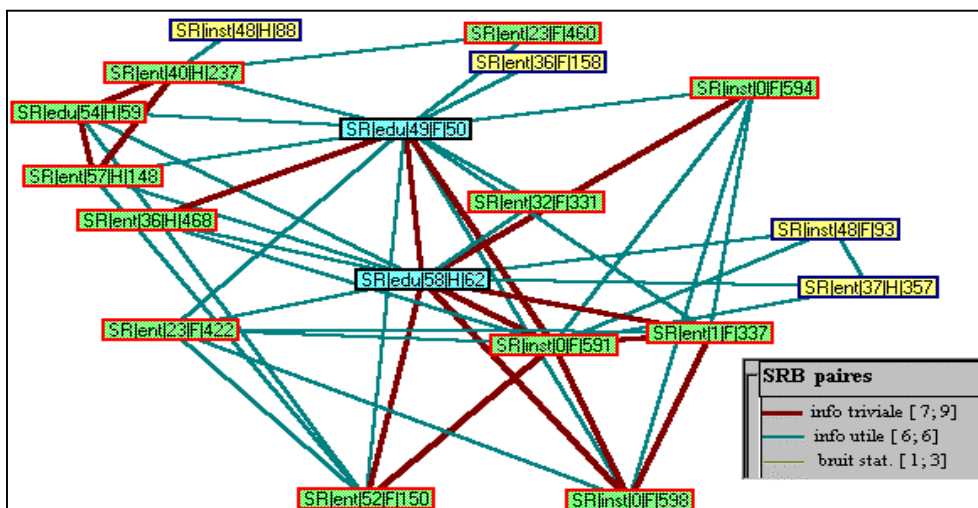 SR|inst|48|H|88
SR|ent|23|F|460
SR|ent|36|F|158
SR|ent|40|H|237
SR|inst|0|F|594
SR|edu|54|H|59
SR|edu|49|F|50
SR|ent|57|H|148
SR|ent|32|F|331
SR|ent|36|H|468
SR|inst|48|F|93
SR|edu|58|H|62
SR|ent|37|H|357
SR|ent|23|F|422
SR|inst|0|F|591
SR|ent|1|F|337
SRB paires
info triviale [ 7; 9]
info utile [ 6; 6]
bruit stat. [ 1; 3]
SR|ent|52|F|150
SR|inst|0|F|598